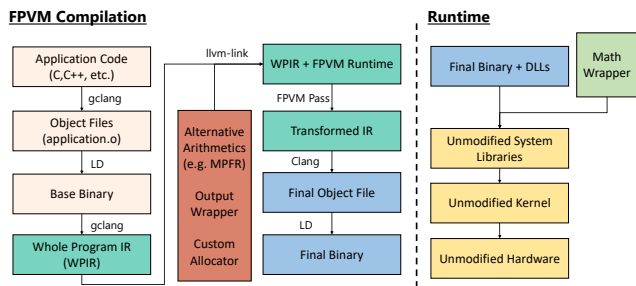 FPVM Compilation
Application Code
(C,C++, etc.)
gclang
Object Files
(application.o)
LD
Base Binary
gclang
Whole Program IR
(WPIR)
llvm-link
Alternative
Arithmetics
(e.g. MPFR)
Output
Wrapper
Custom
Allocator
WPIR + FPVM Runtime
FPVM Pass
Transformed IR
Clang
Final Object File
LD
Final Binary
Runtime
Final Binary + DLLs
Math
Wrapper
Unmodified System
Libraries
Unmodified Kernel
Unmodified Hardware